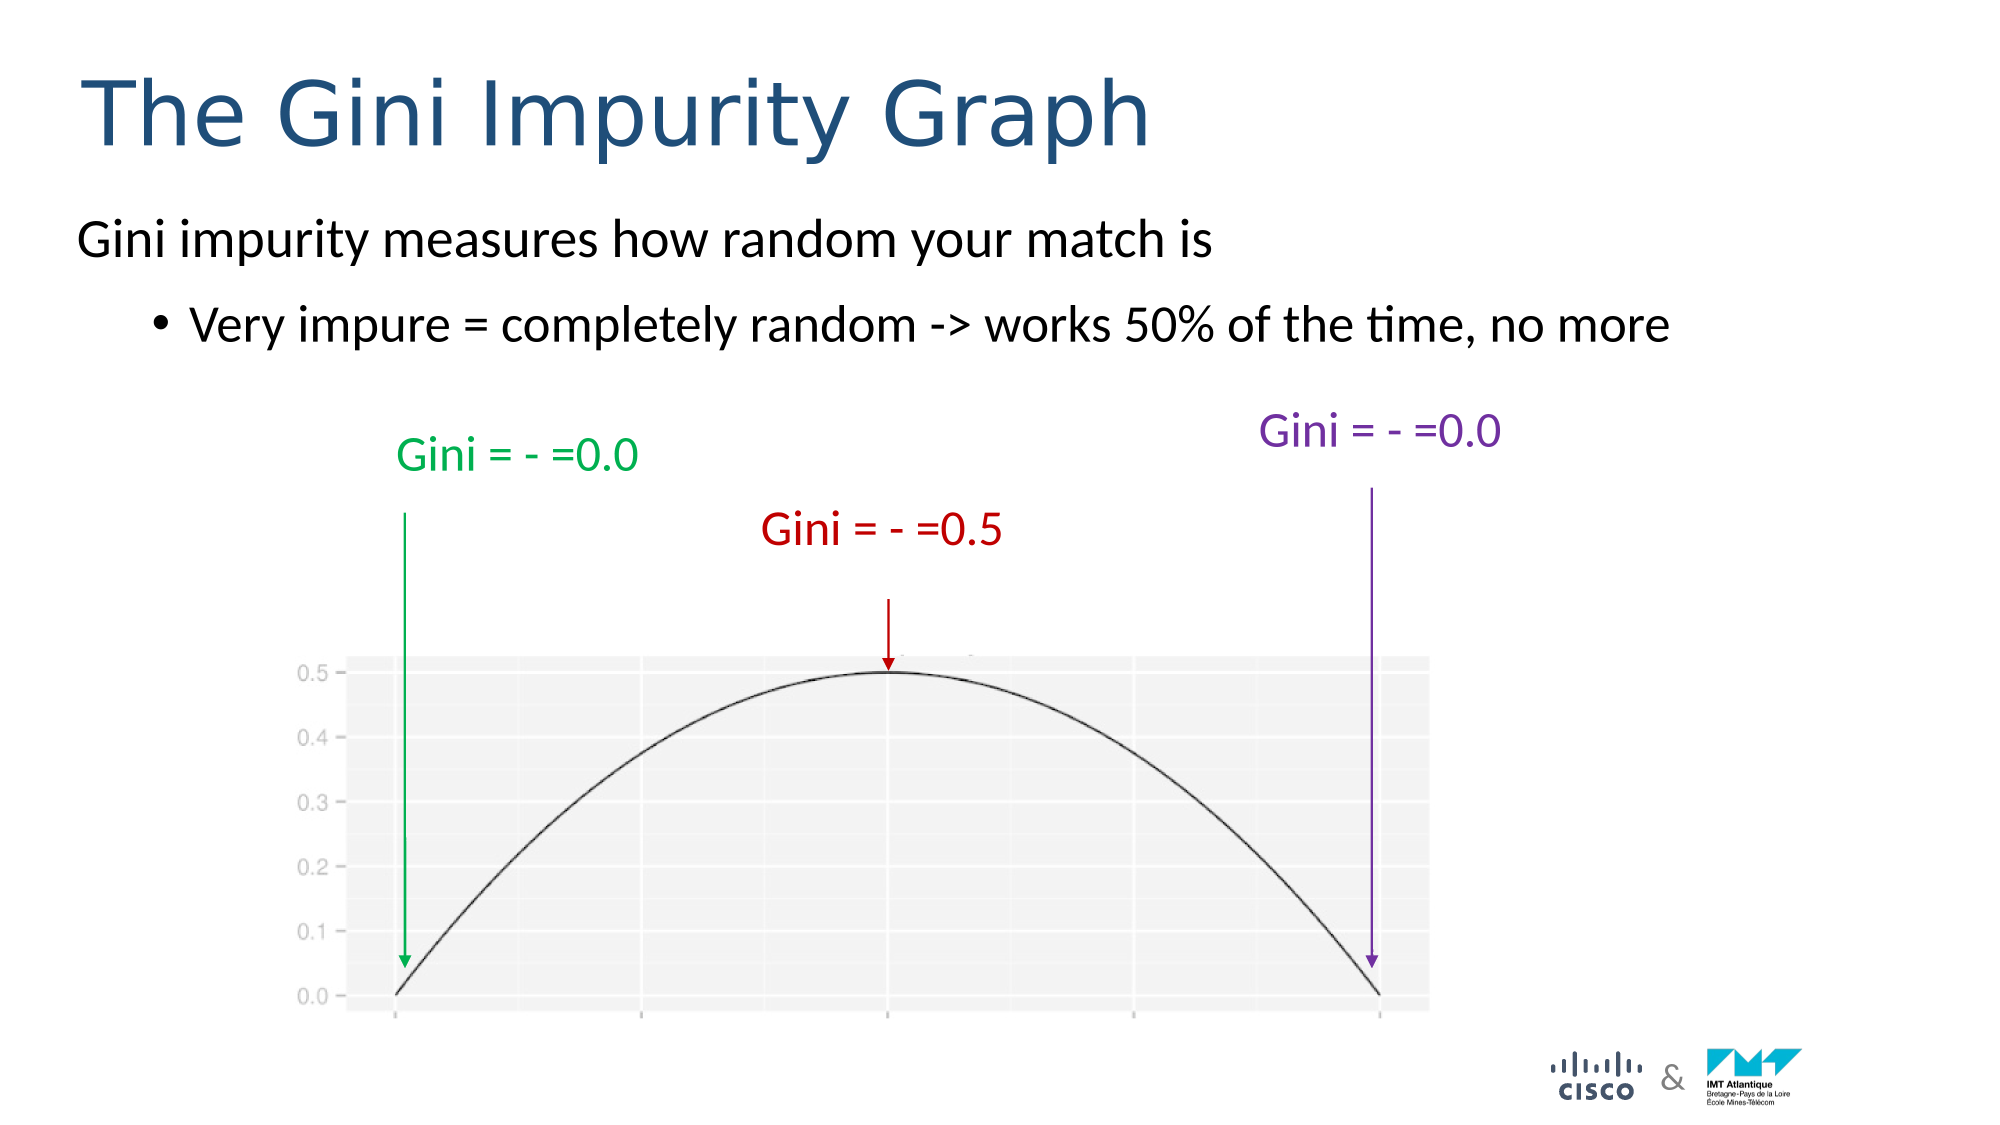 The Gini Impurity Graph
Gini impurity measures how random your match is
• Very impure = completely random -> works 50% of the time, no more
Gini = - =0.0
Gini = - =0.0
Gini = - =0.5
0.5
0.4
0.3
0.2
0.1
0.0
CISCO & IMT Atlantique
Bretagne-Pays de la Loire
École Mines-Télécom